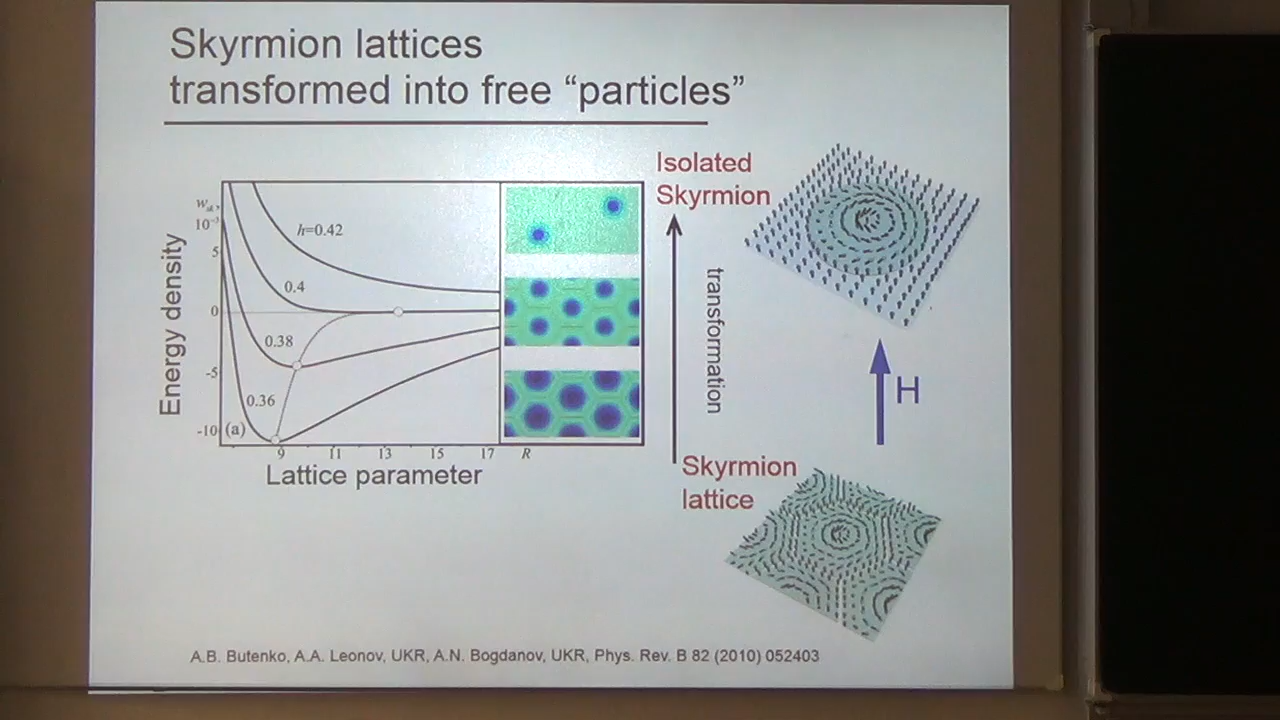 Skyrmion lattices
transformed into free “particles”
Isolated
Skyrmion
10⁻³
h=0.42
5
0.4
0
0.38
-5
0.36
-10
(a)
9 11 13 15 17 R
Energy density
Lattice parameter
transformation
H
Skyrmion
lattice
A.B. Butenko, A.A. Leonov, UKR, A.N. Bogdanov, UKR, Phys. Rev. B 82 (2010) 052403